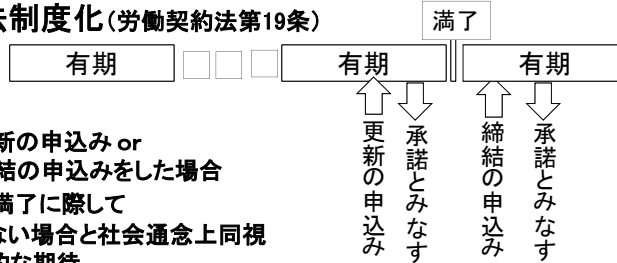 法制度化(労働契約法第19条)
満了
有期
有期
有期
更新の申込み
承諾とみなす
締結の申込み
承諾とみなす
新の申込み or
結の申込みをした場合
満了に際して
ない場合と社会通念上同視
的な期待